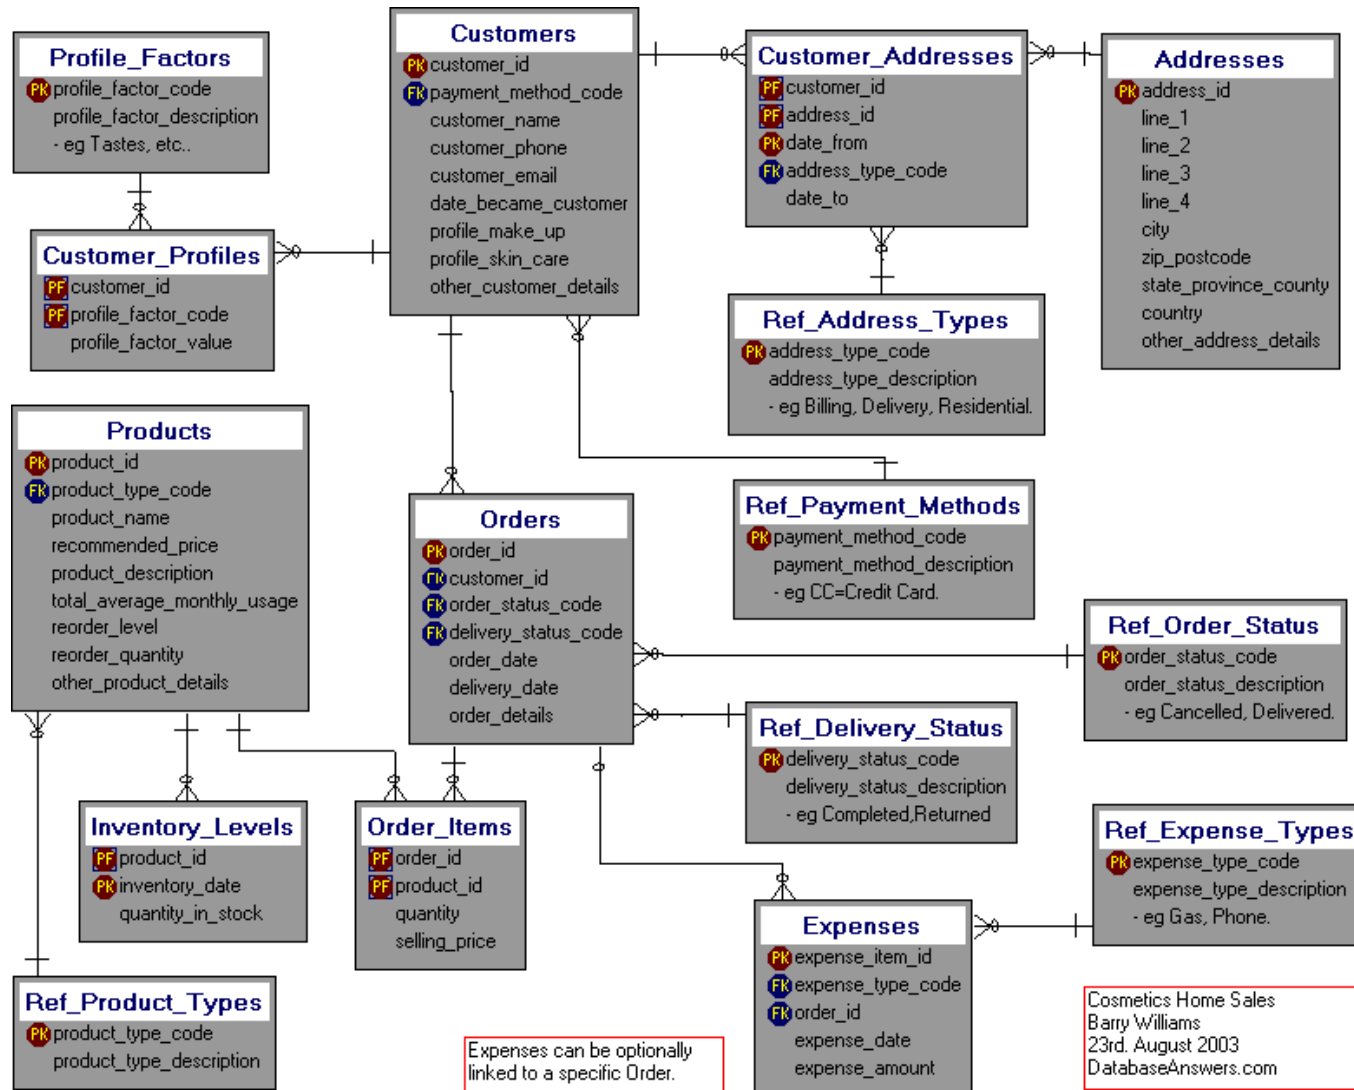 Profile_Factors
PK profile_factor_code
profile_factor_description
- eg Tastes, etc..
Customers
PK customer_id
FK payment_method_code
customer_name
customer_phone
customer_email
date_became_customer
profile_make_up
profile_skin_care
other_customer_details
Customer_Addresses
PF customer_id
PF address_id
PK date_from
FK address_type_code
date_to
Addresses
PK address_id
line_1
line_2
line_3
line_4
city
zip_postcode
state_province_county
country
other_address_details
Customer_Profiles
PF customer_id
PF profile_factor_code
profile_factor_value
Ref_Address_Types
PK address_type_code
address_type_description
- eg Billing, Delivery, Residential.
Products
PK product_id
FK product_type_code
product_name
recommended_price
product_description
total_average_monthly_usage
reorder_level
reorder_quantity
other_product_details
Orders
PK order_id
FK customer_id
FK order_status_code
FK delivery_status_code
order_date
delivery_date
order_details
Ref_Payment_Methods
PK payment_method_code
payment_method_description
- eg CC=Credit Card.
Ref_Order_Status
PK order_status_code
order_status_description
- eg Cancelled, Delivered.
Ref_Delivery_Status
PK delivery_status_code
delivery_status_description
- eg Completed,Returned
Inventory_Levels
PF product_id
PK inventory_date
quantity_in_stock
Order_Items
PF order_id
PF product_id
quantity
selling_price
Ref_Expense_Types
PK expense_type_code
expense_type_description
- eg Gas, Phone.
Expenses
PK expense_item_id
FK expense_type_code
FK order_id
expense_date
expense_amount
Ref_Product_Types
PK product_type_code
product_type_description
Expenses can be optionally
linked to a specific Order.
Cosmetics Home Sales
Barry Williams
23rd. August 2003
DatabaseAnswers.com